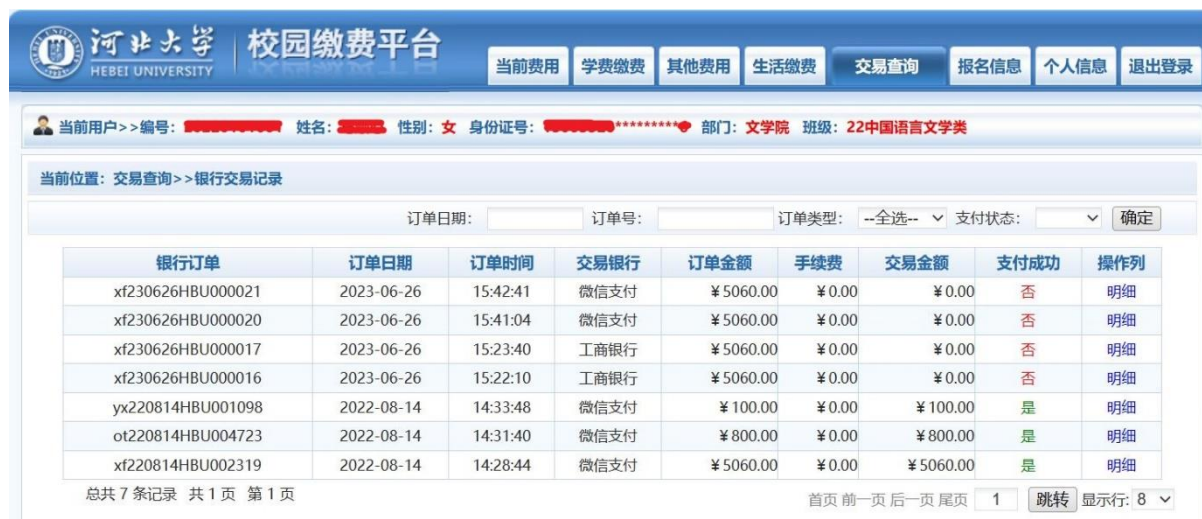 河北大学 校园缴费平台
HEBEI UNIVERSITY
当前费用 学费缴费 其他费用 生活缴费 交易查询 报名信息 个人信息 退出登录
当前用户>>编号: 姓名: 性别: 女 身份证号: ********* 部门: 文学院 班级: 22中国语言文学类
当前位置: 交易查询>>银行交易记录
订单日期: 订单号: 订单类型: --全选-- 支付状态: 确定
银行订单 订单日期 订单时间 交易银行 订单金额 手续费 交易金额 支付成功 操作列
xf230626HBU000021 2023-06-26 15:42:41 微信支付 ¥5060.00 ¥0.00 ¥0.00 否 明细
xf230626HBU000020 2023-06-26 15:41:04 微信支付 ¥5060.00 ¥0.00 ¥0.00 否 明细
xf230626HBU000017 2023-06-26 15:23:40 工商银行 ¥5060.00 ¥0.00 ¥0.00 否 明细
xf230626HBU000016 2023-06-26 15:22:10 工商银行 ¥5060.00 ¥0.00 ¥0.00 否 明细
yx220814HBU001098 2022-08-14 14:33:48 微信支付 ¥100.00 ¥0.00 ¥100.00 是 明细
ot220814HBU004723 2022-08-14 14:31:40 微信支付 ¥800.00 ¥0.00 ¥800.00 是 明细
xf220814HBU002319 2022-08-14 14:28:44 微信支付 ¥5060.00 ¥0.00 ¥5060.00 是 明细
总共 7 条记录 共 1 页 第 1 页 首页 前一页 后一页 尾页 1 跳转 显示行: 8